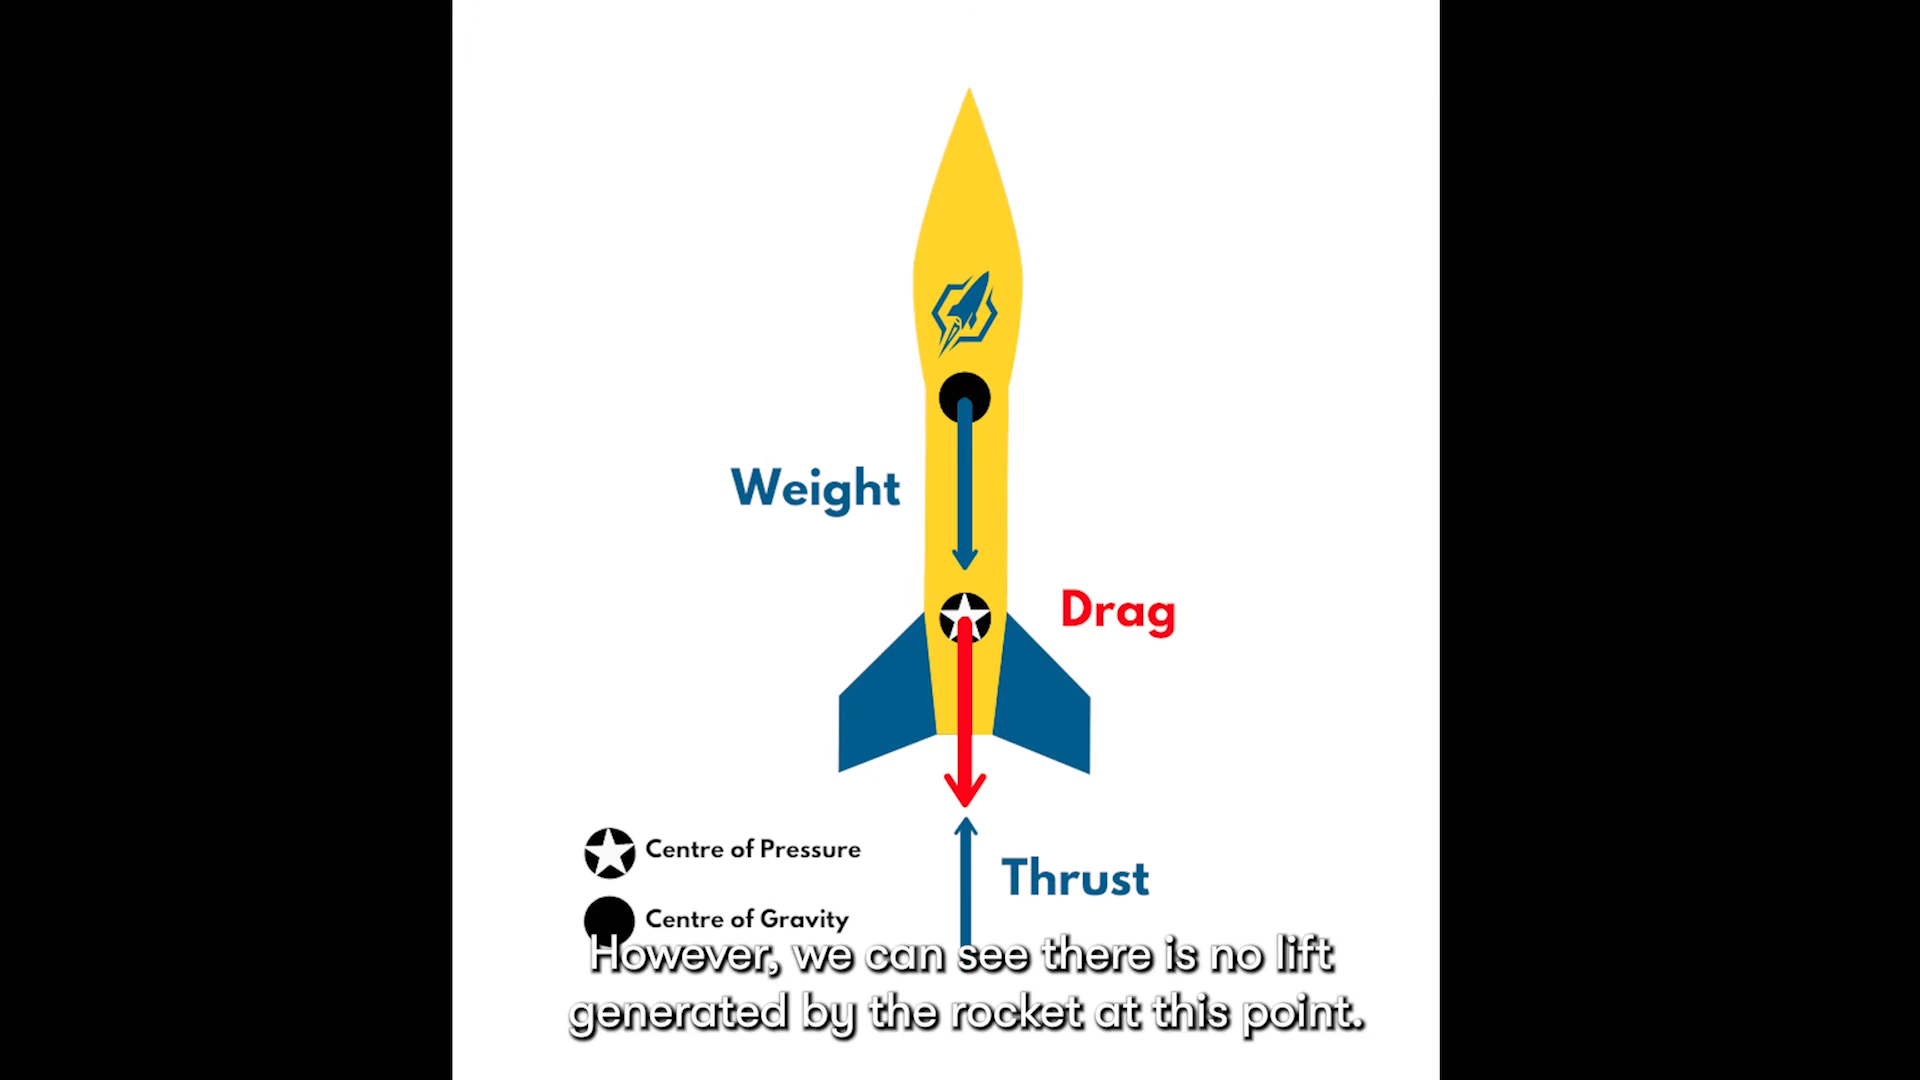 Weight
Drag
Centre of Pressure
Thrust
Centre of Gravity
However, we can see there is no lift
generated by the rocket at this point.